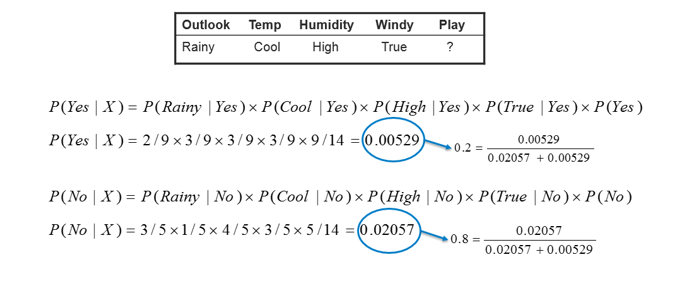 Outlook Temp Humidity Windy Play
Rainy Cool High True ?
P(Yes | X) = P(Rainy | Yes) × P(Cool | Yes) × P(High | Yes) × P(True | Yes) × P(Yes)
P(Yes | X) = 2/9 × 3/9 × 3/9 × 3/9 × 9/14 = 0.00529
0.2 = 0.00529 / 0.02057 + 0.00529
P(No | X) = P(Rainy | No) × P(Cool | No) × P(High | No) × P(True | No) × P(No)
P(No | X) = 3/5 × 1/5 × 4/5 × 3/5 × 5/14 = 0.02057
0.8 = 0.02057 / 0.02057 + 0.00529